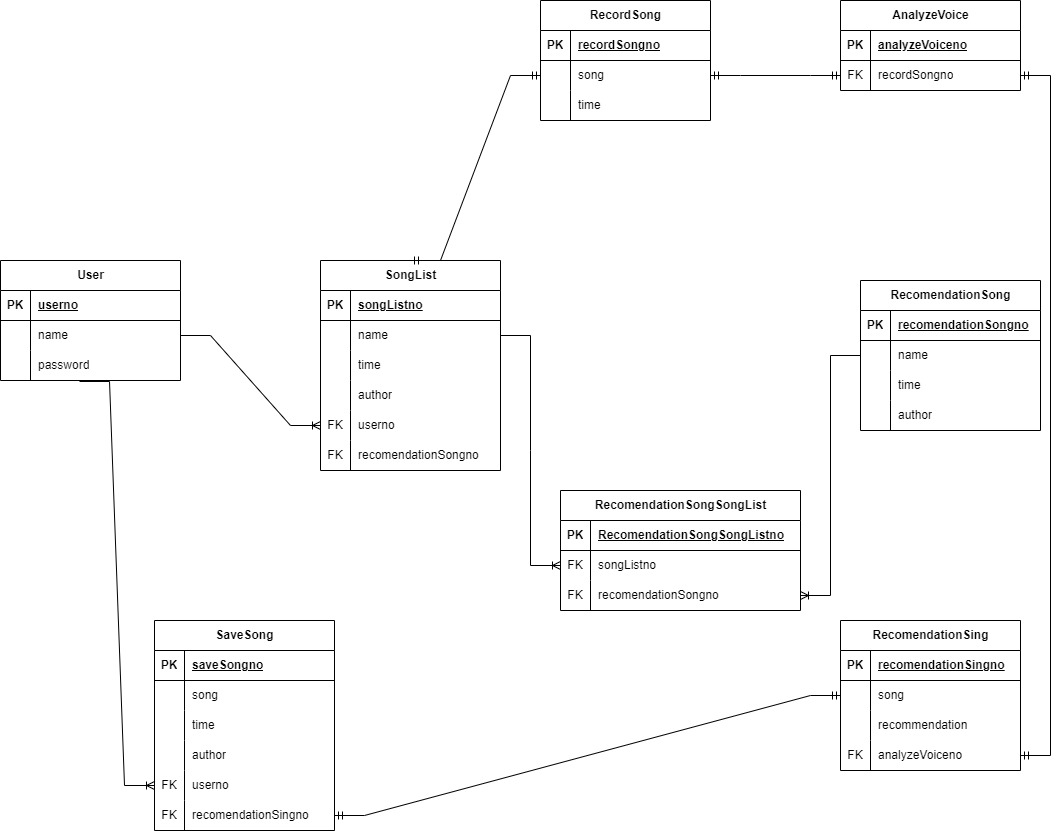 RecordSong
PK recordSongno
song
time
AnalyzeVoice
PK analyzeVoiceno
FK recordSongno
User
PK userno
name
password
SongList
PK songListno
name
time
author
FK userno
FK recomendationSongno
RecomendationSong
PK recomendationSongno
name
time
author
RecomendationSongSongList
PK RecomendationSongSongListno
FK songListno
FK recomendationSongno
SaveSong
PK saveSongno
song
time
author
FK userno
FK recomendationSingno
RecomendationSing
PK recomendationSingno
song
recommendation
FK analyzeVoiceno